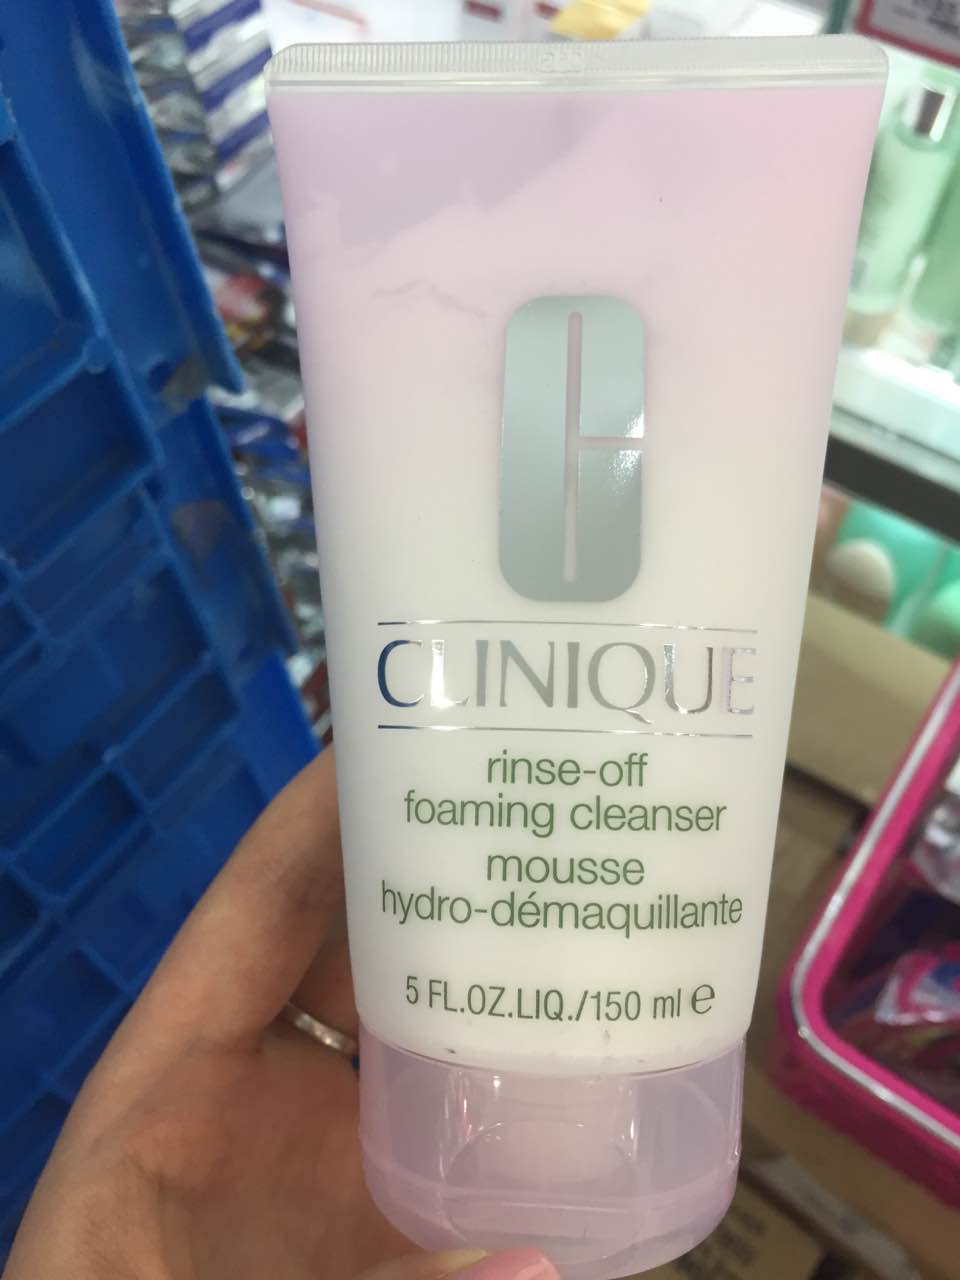 CLINIQUE
rinse-off
foaming cleanser
mousse
hydro-démaquillante
5 FL.OZ.LIQ./150 ml e